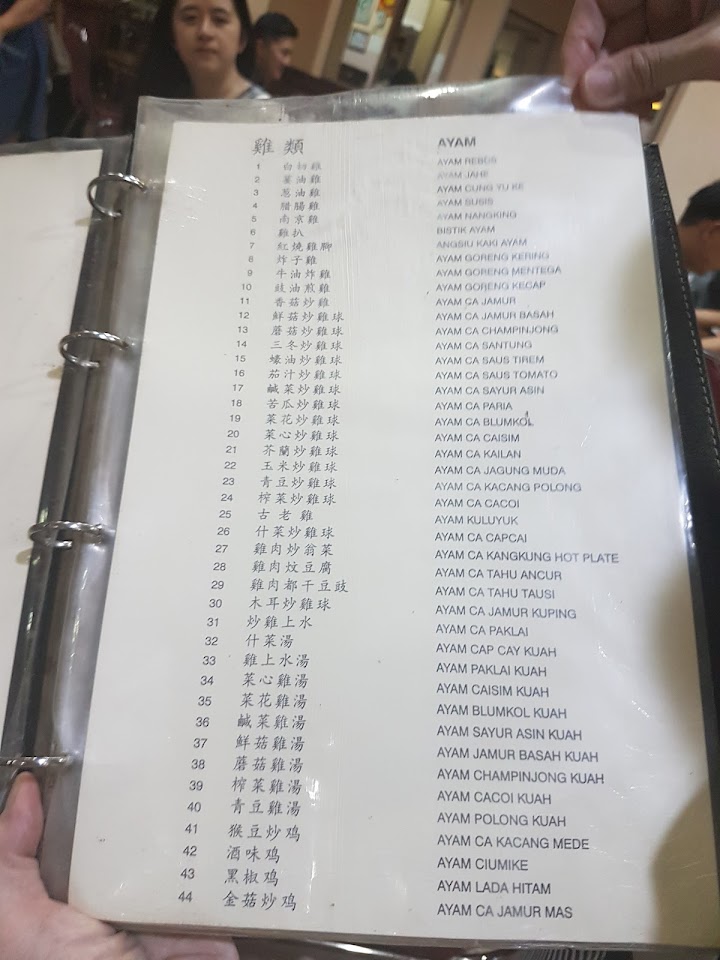 雞 類 AYAM
1 白切雞 AYAM REBUS
2 薑油雞 AYAM JAHE
3 葱油雞 AYAM CUNG YU KE
4 腊腸雞 AYAM SUSIS
5 南京雞 AYAM NANGKING
6 雞扒 BISTIK AYAM
7 紅燒雞腳 ANGSIU KAKI AYAM
8 炸子雞 AYAM GORENG KERING
9 牛油炸雞 AYAM GORENG MENTEGA
10 豉油煎雞 AYAM GORENG KECAP
11 香菇炒雞 AYAM CA JAMUR
12 鮮菇炒雞球 AYAM CA JAMUR BASAH
13 蘑菇炒雞球 AYAM CA CHAMPINJONG
14 三冬炒雞球 AYAM CA SANTUNG
15 蠔油炒雞球 AYAM CA SAUS TIREM
16 茄汁炒雞球 AYAM CA SAUS TOMATO
17 鹹菜炒雞球 AYAM CA SAYUR ASIN
18 苦瓜炒雞球 AYAM CA PARIA
19 菜花炒雞球 AYAM CA BLUMKOL
20 菜心炒雞球 AYAM CA CAISIM
21 芥蘭炒雞球 AYAM CA KAILAN
22 玉米炒雞球 AYAM CA JAGUNG MUDA
23 青豆炒雞球 AYAM CA KACANG POLONG
24 榨菜炒雞球 AYAM CA CACOI
25 古 老 雞 AYAM KULUYUK
26 什菜炒雞球 AYAM CA CAPCAI
27 雞肉炒翁菜 AYAM CA KANGKUNG HOT PLATE
28 雞肉炆豆腐 AYAM CA TAHU ANCUR
29 雞肉都干豆豉 AYAM CA TAHU TAUSI
30 木耳炒雞球 AYAM CA JAMUR KUPING
31 炒雞上水 AYAM CA PAKLAI
32 什菜湯 AYAM CAP CAY KUAH
33 雞上水湯 AYAM PAKLAI KUAH
34 菜心雞湯 AYAM CAISIM KUAH
35 菜花雞湯 AYAM BLUMKOL KUAH
36 鹹菜雞湯 AYAM SAYUR ASIN KUAH
37 鮮菇雞湯 AYAM JAMUR BASAH KUAH
38 蘑菇雞湯 AYAM CHAMPINJONG KUAH
39 榨菜雞湯 AYAM CACOI KUAH
40 青豆雞湯 AYAM POLONG KUAH
41 猴豆炒鸡 AYAM CA KACANG MEDE
42 酒味鸡 AYAM CIUMIKE
43 黑椒鸡 AYAM LADA HITAM
44 金菇炒鸡 AYAM CA JAMUR MAS